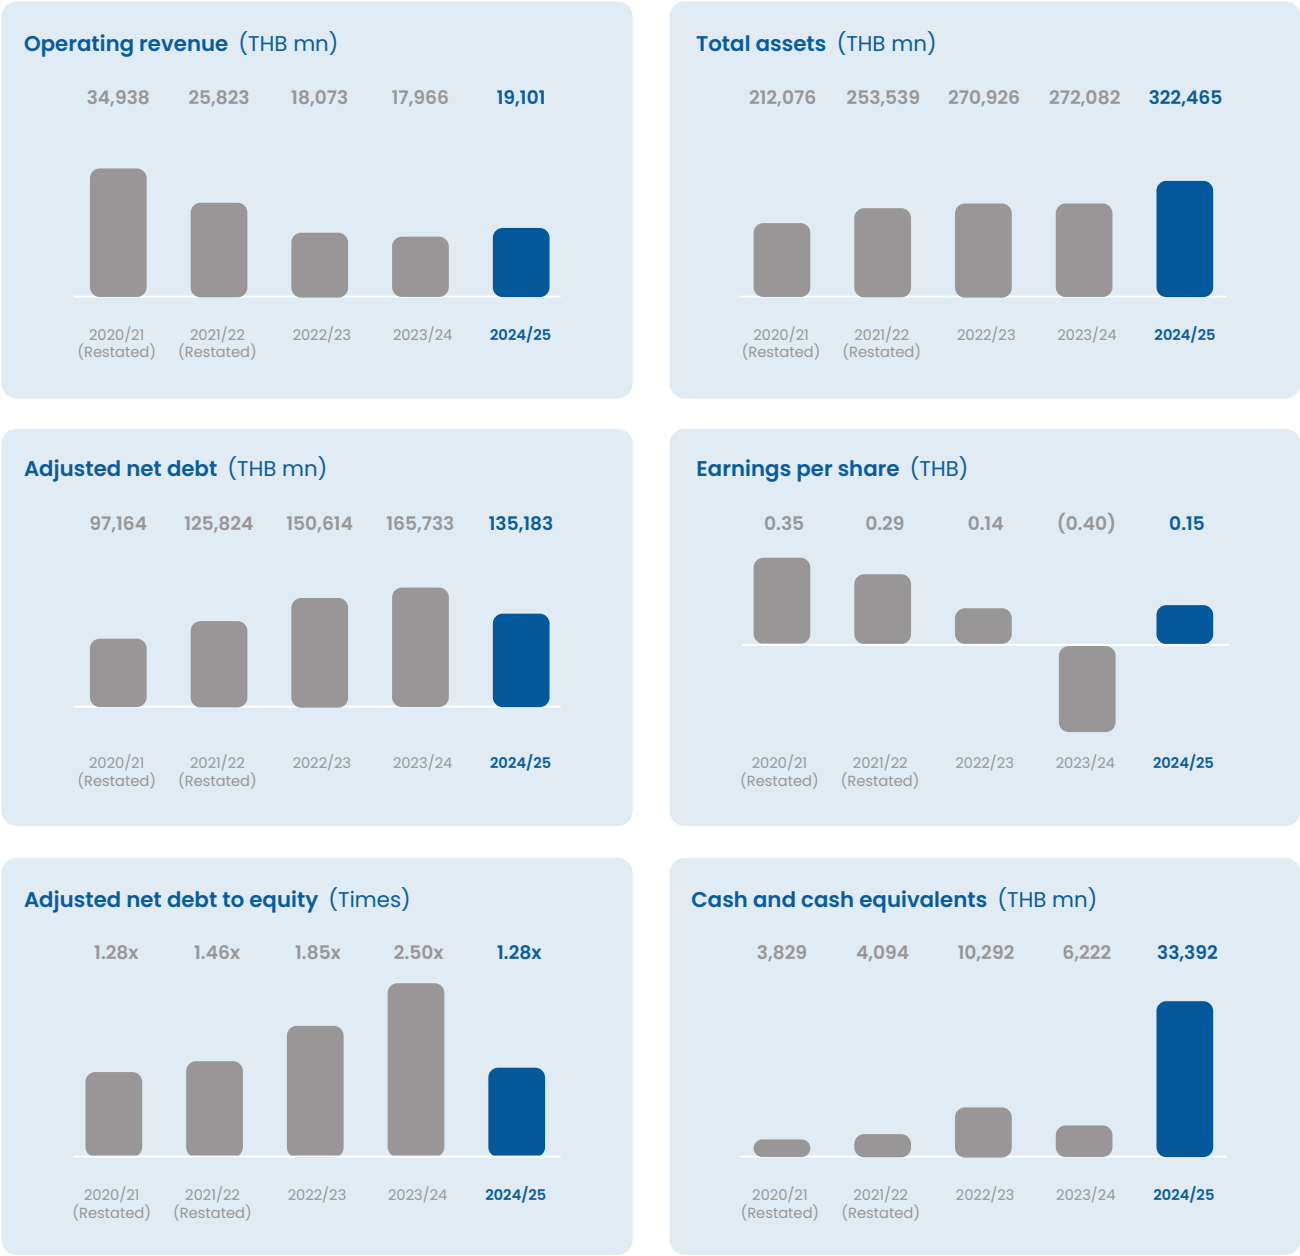 Operating revenue (THB mn)
34,938 25,823 18,073 17,966 19,101
2020/21 2021/22 2022/23 2023/24 2024/25
(Restated) (Restated)
Total assets (THB mn)
212,076 253,539 270,926 272,082 322,465
2020/21 2021/22 2022/23 2023/24 2024/25
(Restated) (Restated)
Adjusted net debt (THB mn)
97,164 125,824 150,614 165,733 135,183
2020/21 2021/22 2022/23 2023/24 2024/25
(Restated) (Restated)
Earnings per share (THB)
0.35 0.29 0.14 (0.40) 0.15
2020/21 2021/22 2022/23 2023/24 2024/25
(Restated) (Restated)
Adjusted net debt to equity (Times)
1.28x 1.46x 1.85x 2.50x 1.28x
2020/21 2021/22 2022/23 2023/24 2024/25
(Restated) (Restated)
Cash and cash equivalents (THB mn)
3,829 4,094 10,292 6,222 33,392
2020/21 2021/22 2022/23 2023/24 2024/25
(Restated) (Restated)